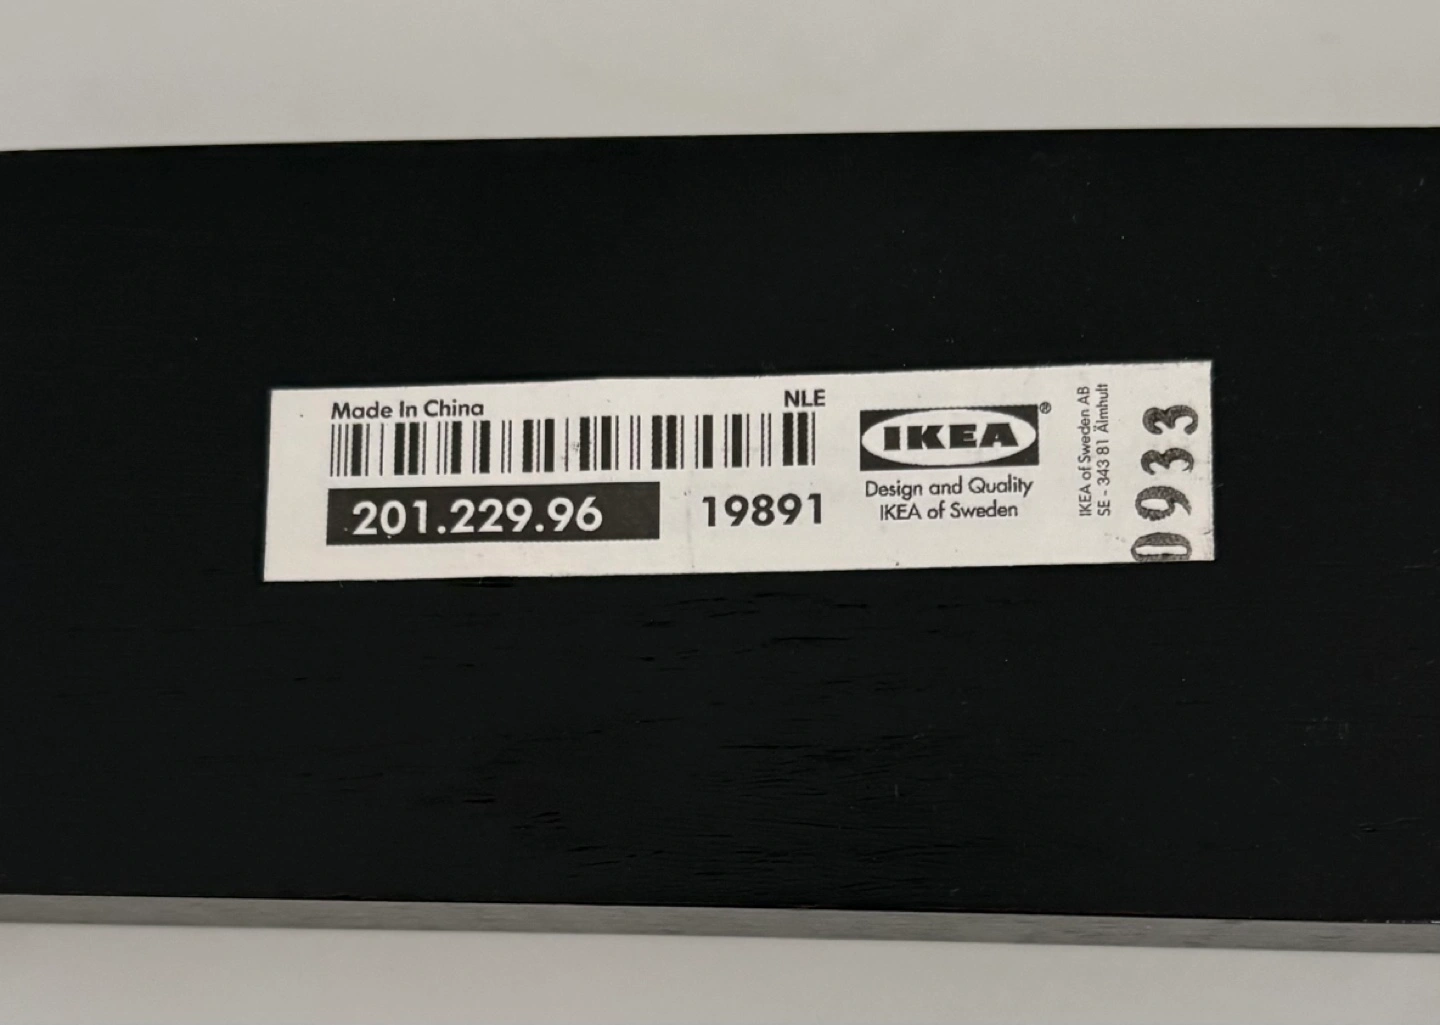 Made In China
NLE
201.229.96
19891
IKEA®
Design and Quality
IKEA of Sweden
IKEA of Sweden AB
SE - 343 81 Älmhult
0933